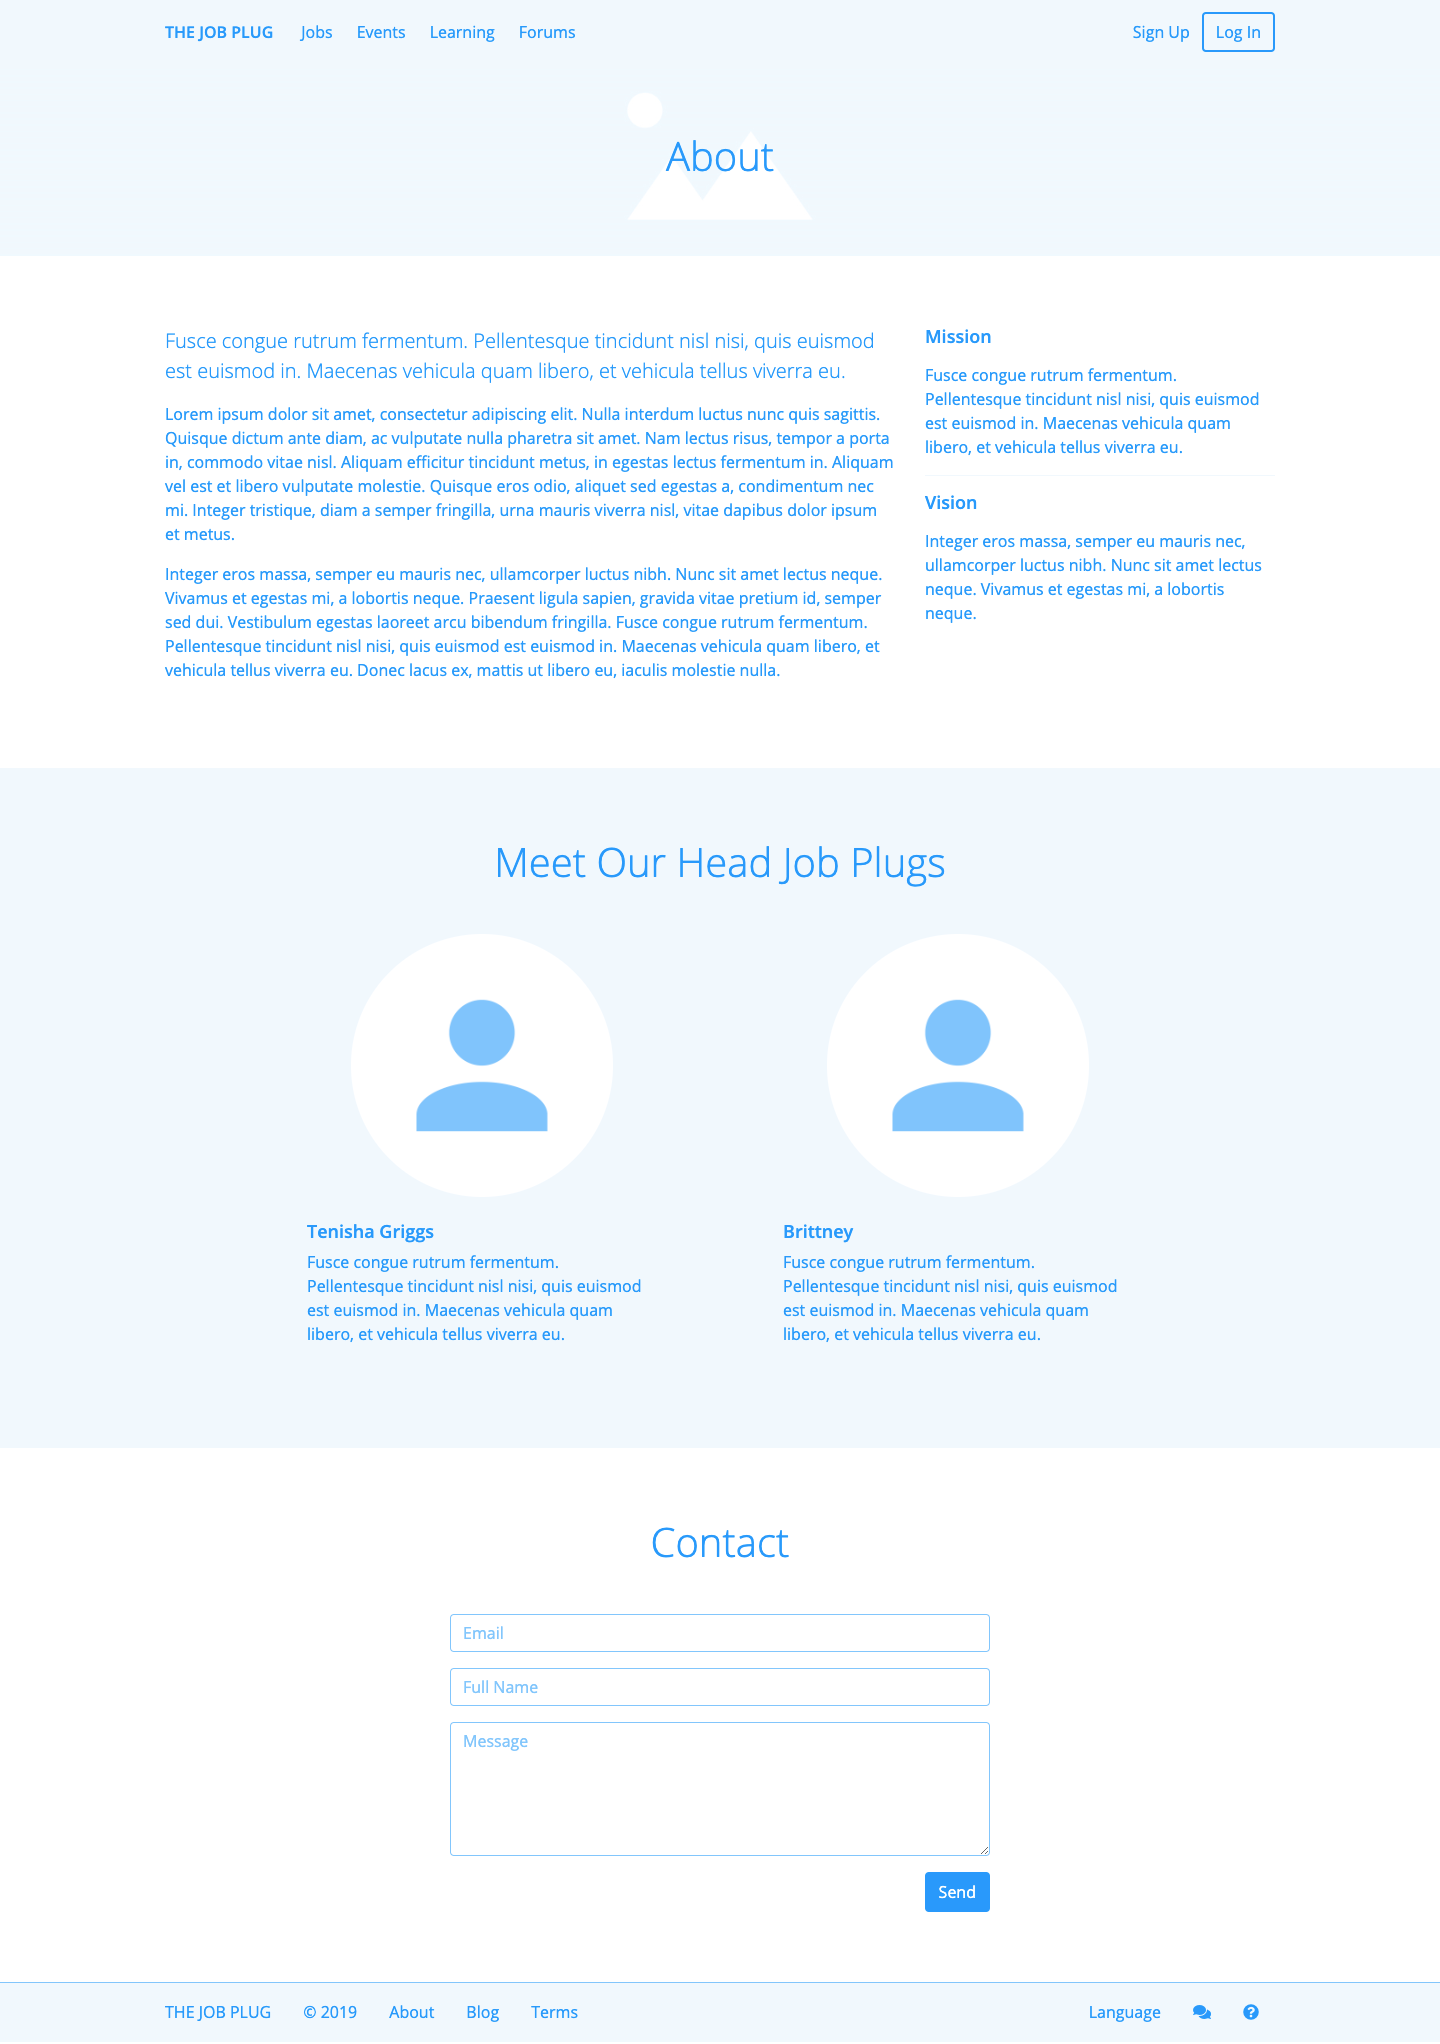 THE JOB PLUG Jobs Events Learning Forums Sign Up Log In
About
Fusce congue rutrum fermentum. Pellentesque tincidunt nisl nisi, quis euismod
est euismod in. Maecenas vehicula quam libero, et vehicula tellus viverra eu.
Lorem ipsum dolor sit amet, consectetur adipiscing elit. Nulla interdum luctus nunc quis sagittis.
Quisque dictum ante diam, ac vulputate nulla pharetra sit amet. Nam lectus risus, tempor a porta
in, commodo vitae nisl. Aliquam efficitur tincidunt metus, in egestas lectus fermentum in. Aliquam
vel est et libero vulputate molestie. Quisque eros odio, aliquet sed egestas a, condimentum nec
mi. Integer tristique, diam a semper fringilla, urna mauris viverra nisl, vitae dapibus dolor ipsum
et metus.
Integer eros massa, semper eu mauris nec, ullamcorper luctus nibh. Nunc sit amet lectus neque.
Vivamus et egestas mi, a lobortis neque. Praesent ligula sapien, gravida vitae pretium id, semper
sed dui. Vestibulum egestas laoreet arcu bibendum fringilla. Fusce congue rutrum fermentum.
Pellentesque tincidunt nisl nisi, quis euismod est euismod in. Maecenas vehicula quam libero, et
vehicula tellus viverra eu. Donec lacus ex, mattis ut libero eu, iaculis molestie nulla.
Mission
Fusce congue rutrum fermentum.
Pellentesque tincidunt nisl nisi, quis euismod
est euismod in. Maecenas vehicula quam
libero, et vehicula tellus viverra eu.
Vision
Integer eros massa, semper eu mauris nec,
ullamcorper luctus nibh. Nunc sit amet lectus
neque. Vivamus et egestas mi, a lobortis
neque.
Meet Our Head Job Plugs
Tenisha Griggs
Fusce congue rutrum fermentum.
Pellentesque tincidunt nisl nisi, quis euismod
est euismod in. Maecenas vehicula quam
libero, et vehicula tellus viverra eu.
Brittney
Fusce congue rutrum fermentum.
Pellentesque tincidunt nisl nisi, quis euismod
est euismod in. Maecenas vehicula quam
libero, et vehicula tellus viverra eu.
Contact
Email
Full Name
Message
Send
THE JOB PLUG © 2019 About Blog Terms Language